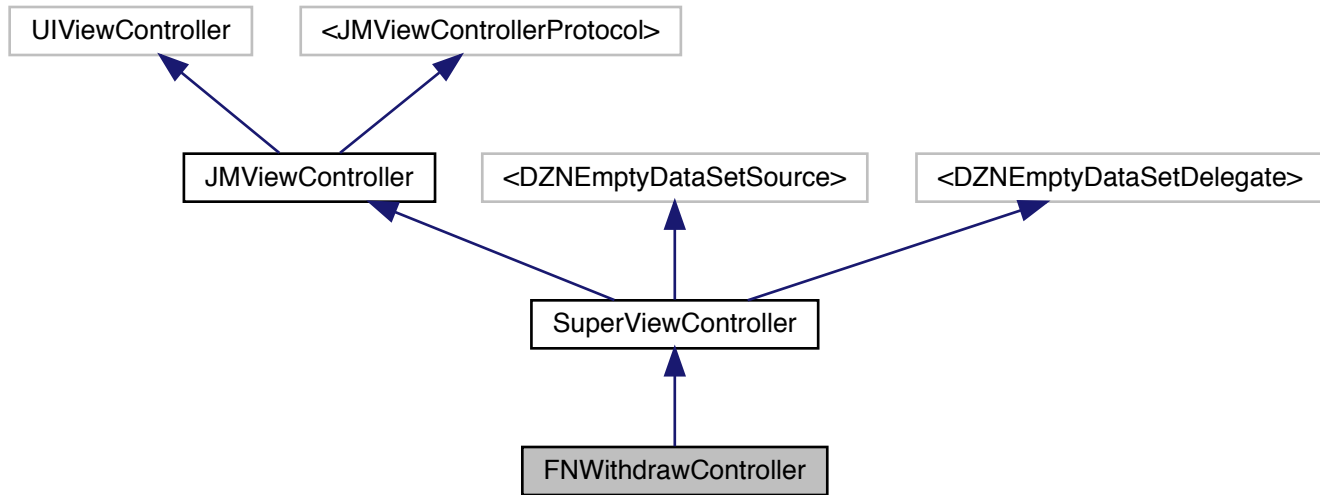 UIViewController
<JMViewControllerProtocol>
JMViewController
<DZNEmptyDataSetSource>
<DZNEmptyDataSetDelegate>
SuperViewController
FNWithdrawController